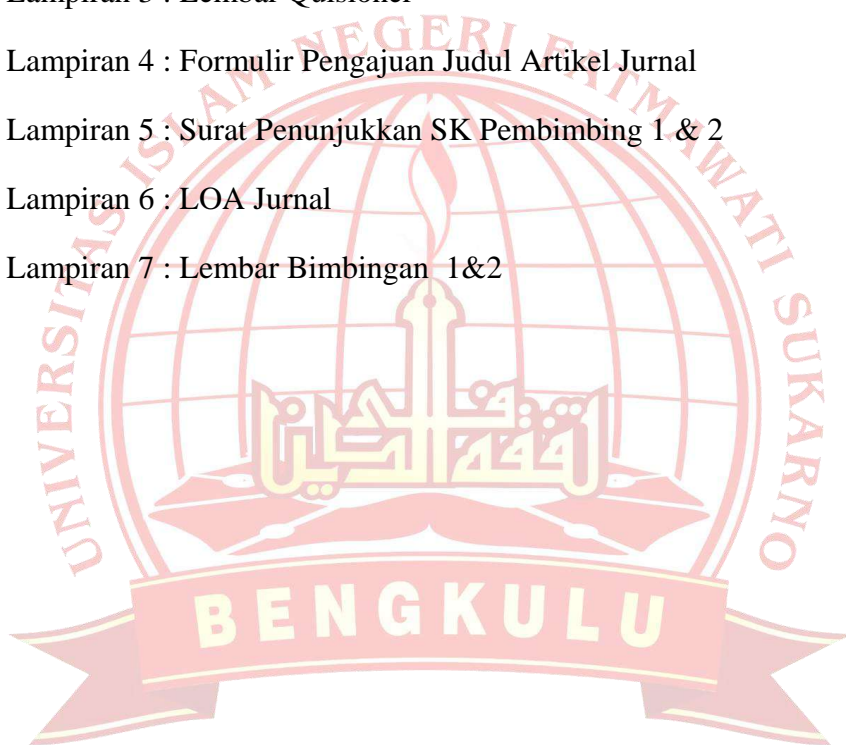 Lampiran 3 : Lembar Quisioner
Lampiran 4 : Formulir Pengajuan Judul Artikel Jurnal
Lampiran 5 : Surat Penunjukkan SK Pembimbing 1 & 2
Lampiran 6 : LOA Jurnal
Lampiran 7 : Lembar Bimbingan 1&2
UNIVERSITAS ISLAM NEGERI FATMAWATI SUKARNO
BENGKULU